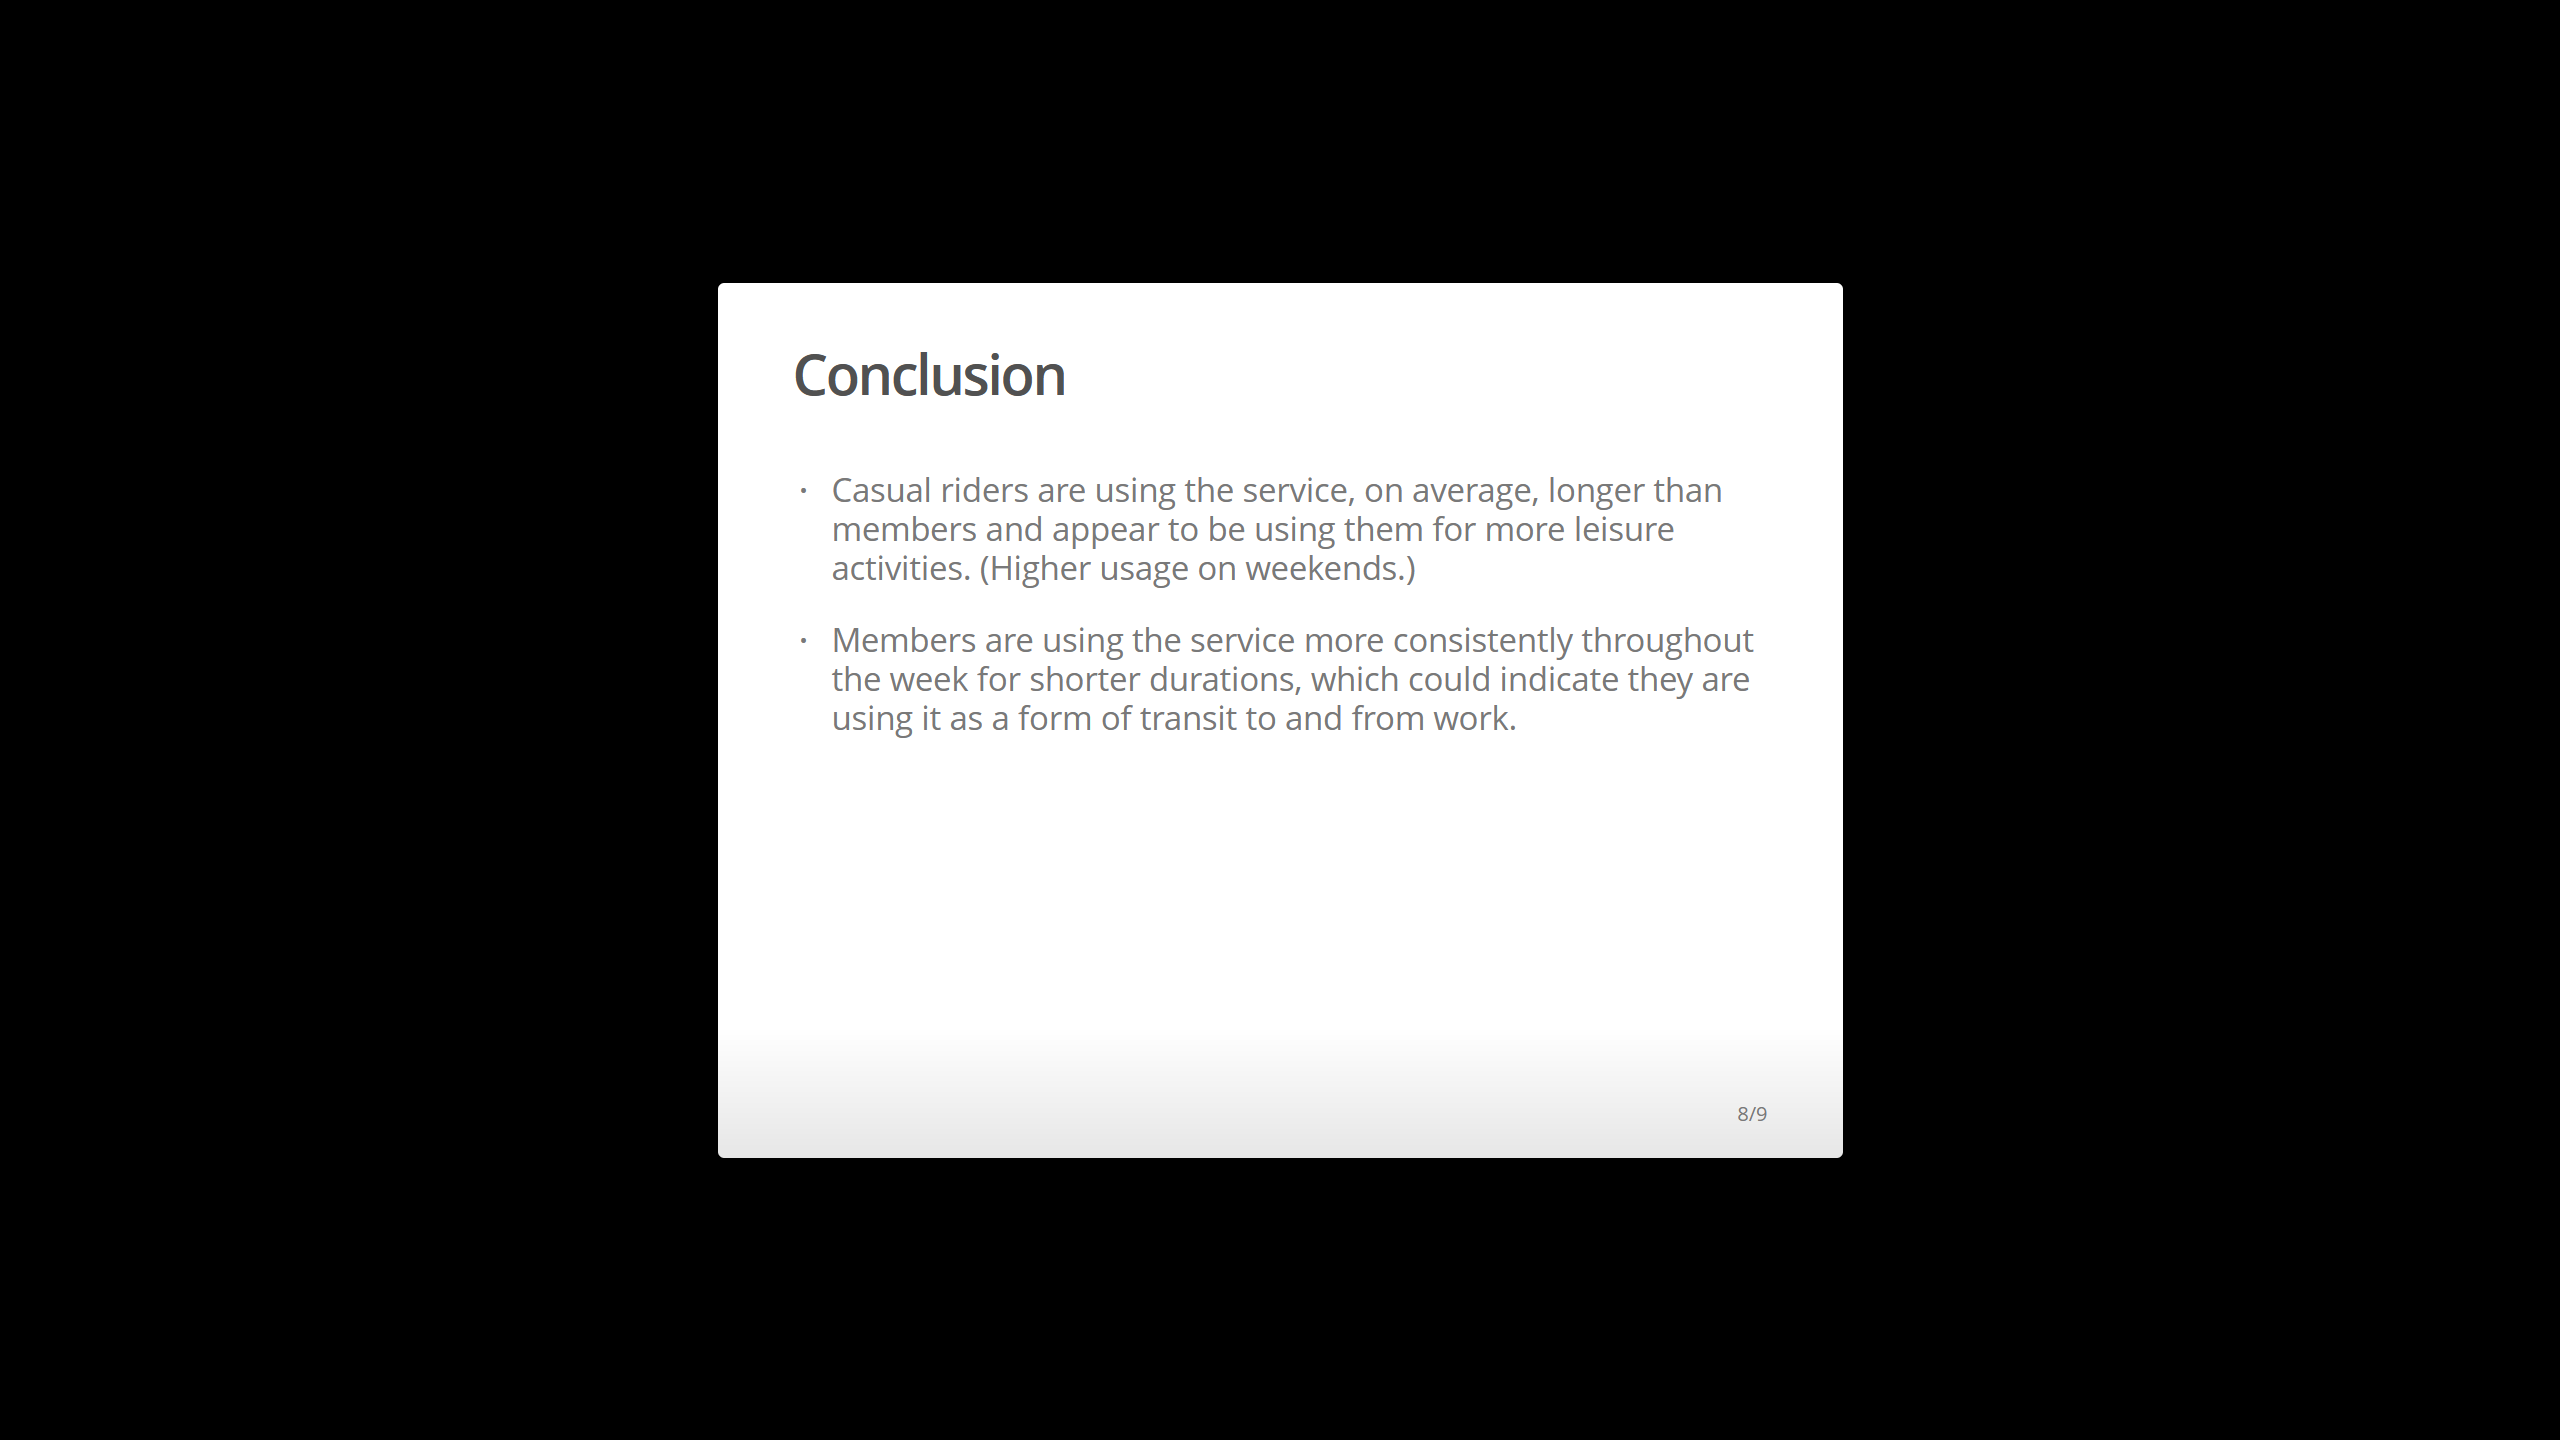 Conclusion
· Casual riders are using the service, on average, longer than
members and appear to be using them for more leisure
activities. (Higher usage on weekends.)
· Members are using the service more consistently throughout
the week for shorter durations, which could indicate they are
using it as a form of transit to and from work.
8/9